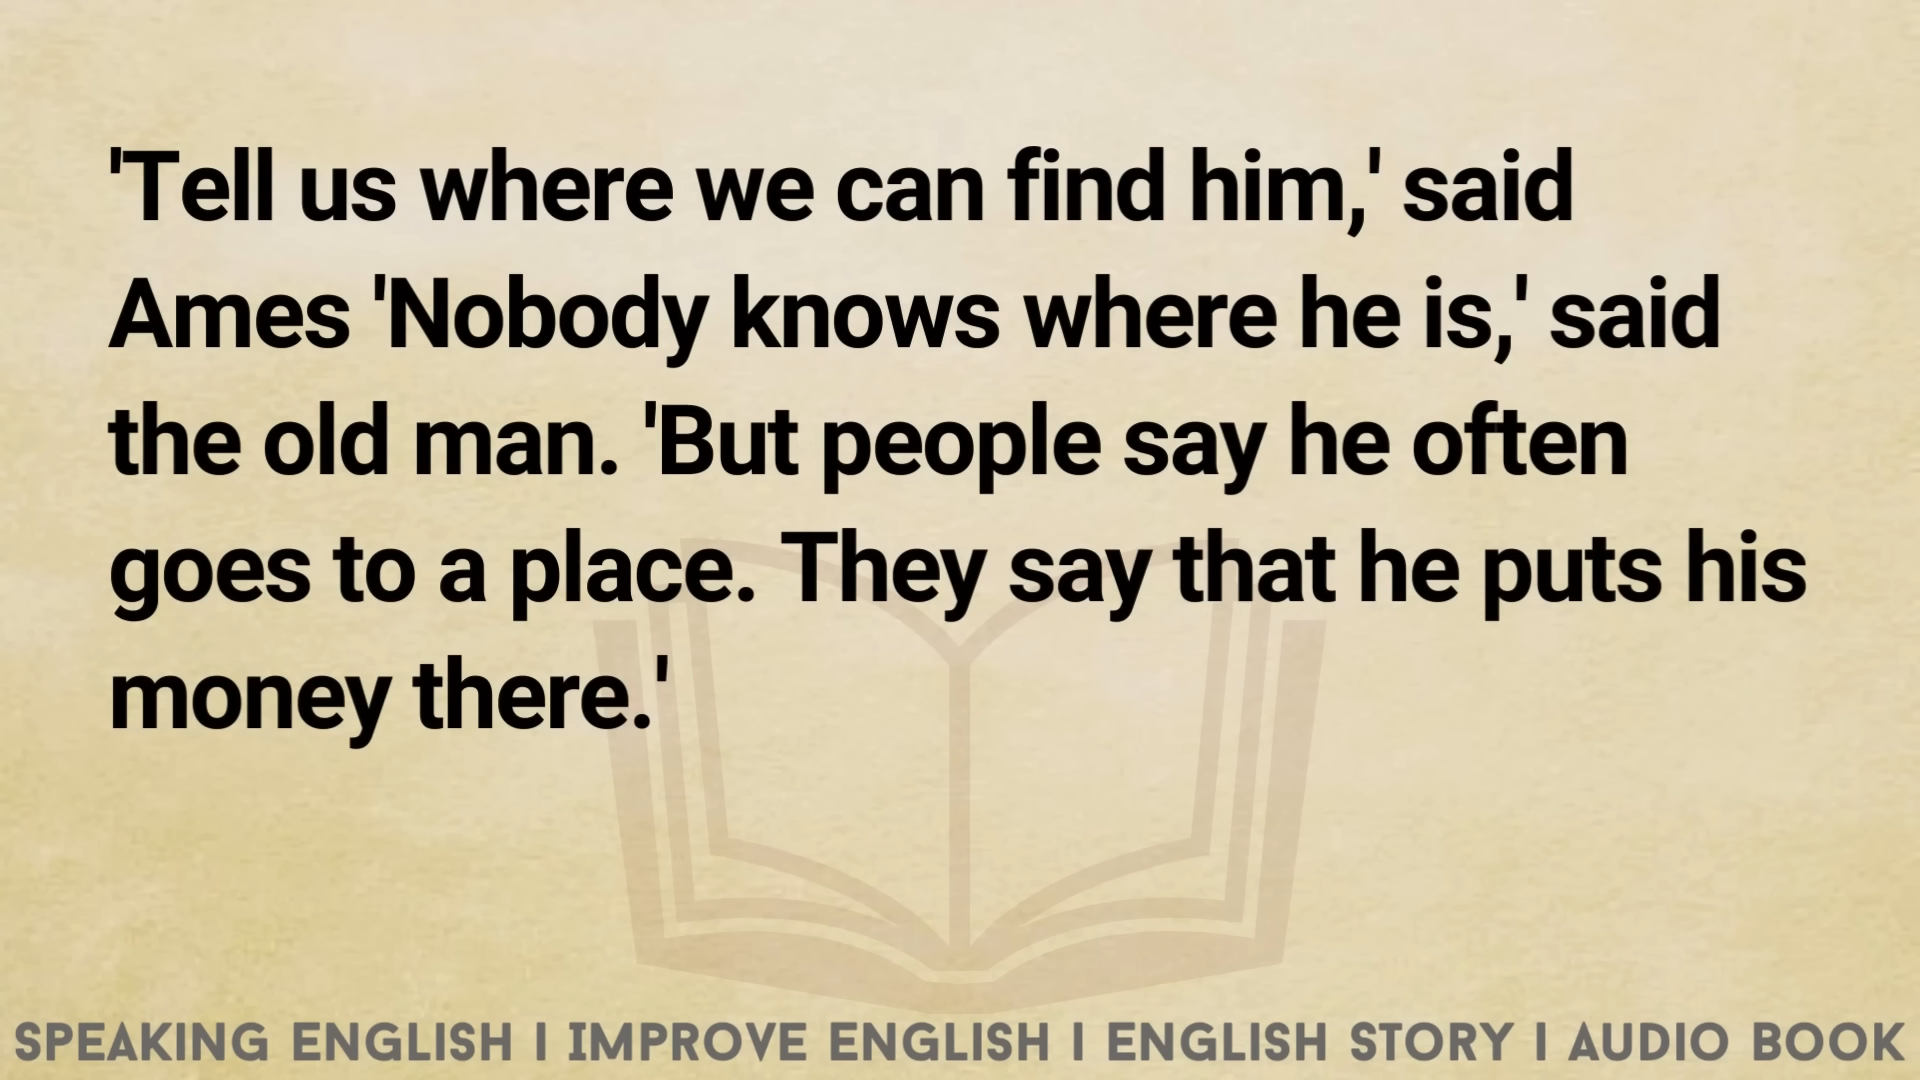 'Tell us where we can find him,' said
Ames 'Nobody knows where he is,' said
the old man. 'But people say he often
goes to a place. They say that he puts his
money there.'
SPEAKING ENGLISH I IMPROVE ENGLISH I ENGLISH STORY I AUDIO BOOK